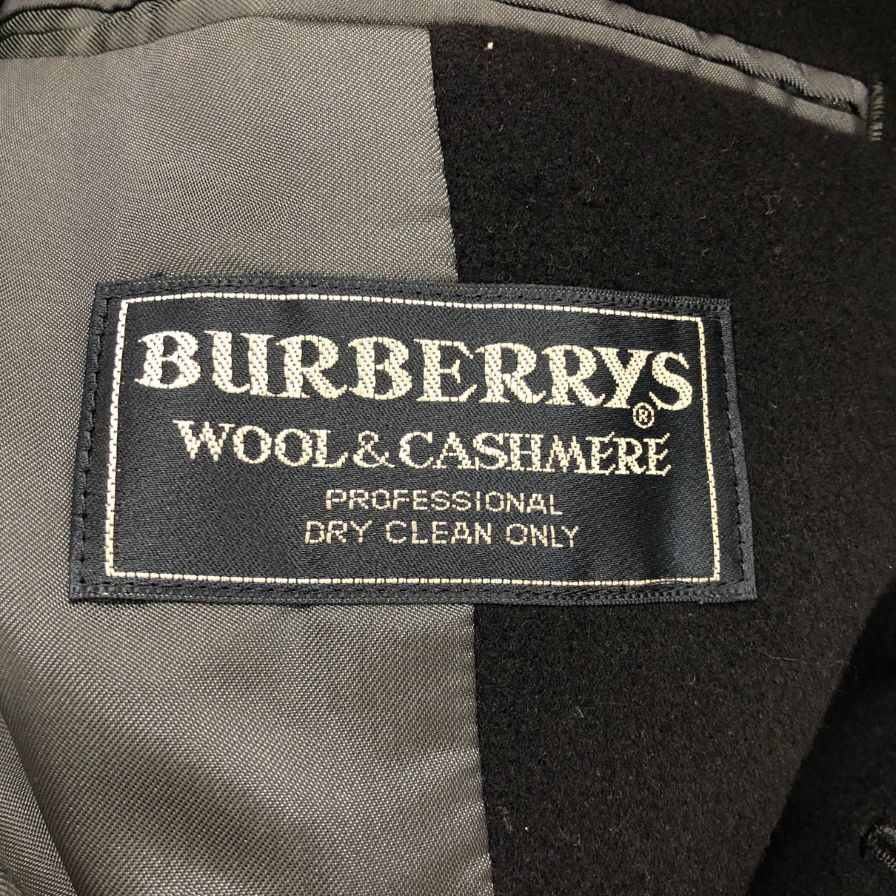 BURBERRYS®
WOOL & CASHMERE
PROFESSIONAL
DRY CLEAN ONLY